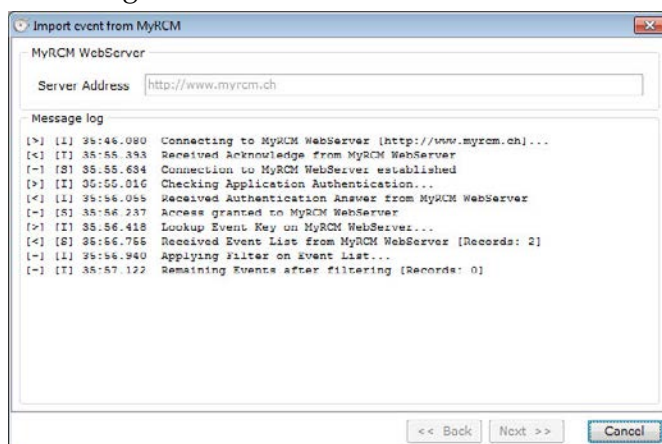 Import event from MyRCM
MyRCM WebServer
Server Address http://www.myrcm.ch
Message log
[>] [I] 35:46.080 Connecting to MyRCM WebServer [http://www.myrcm.ch]...
[<] [I] 35:55.393 Received Acknowledge from MyRCM WebServer
[-] [S] 35:55.634 Connection to MyRCM WebServer established
[>] [I] 35:55.816 Checking Application Authentication...
[<] [I] 35:56.055 Received Authentication Answer from MyRCM WebServer
[-] [S] 35:56.237 Access granted to MyRCM WebServer
[>] [I] 35:56.418 Lookup Event Key on MyRCM WebServer...
[<] [S] 35:56.766 Received Event List from MyRCM WebServer [Records: 2]
[-] [I] 35:56.940 Applying Filter on Event List...
[-] [I] 35:57.122 Remaining Events after filtering [Records: 0]
<< Back Next >> Cancel